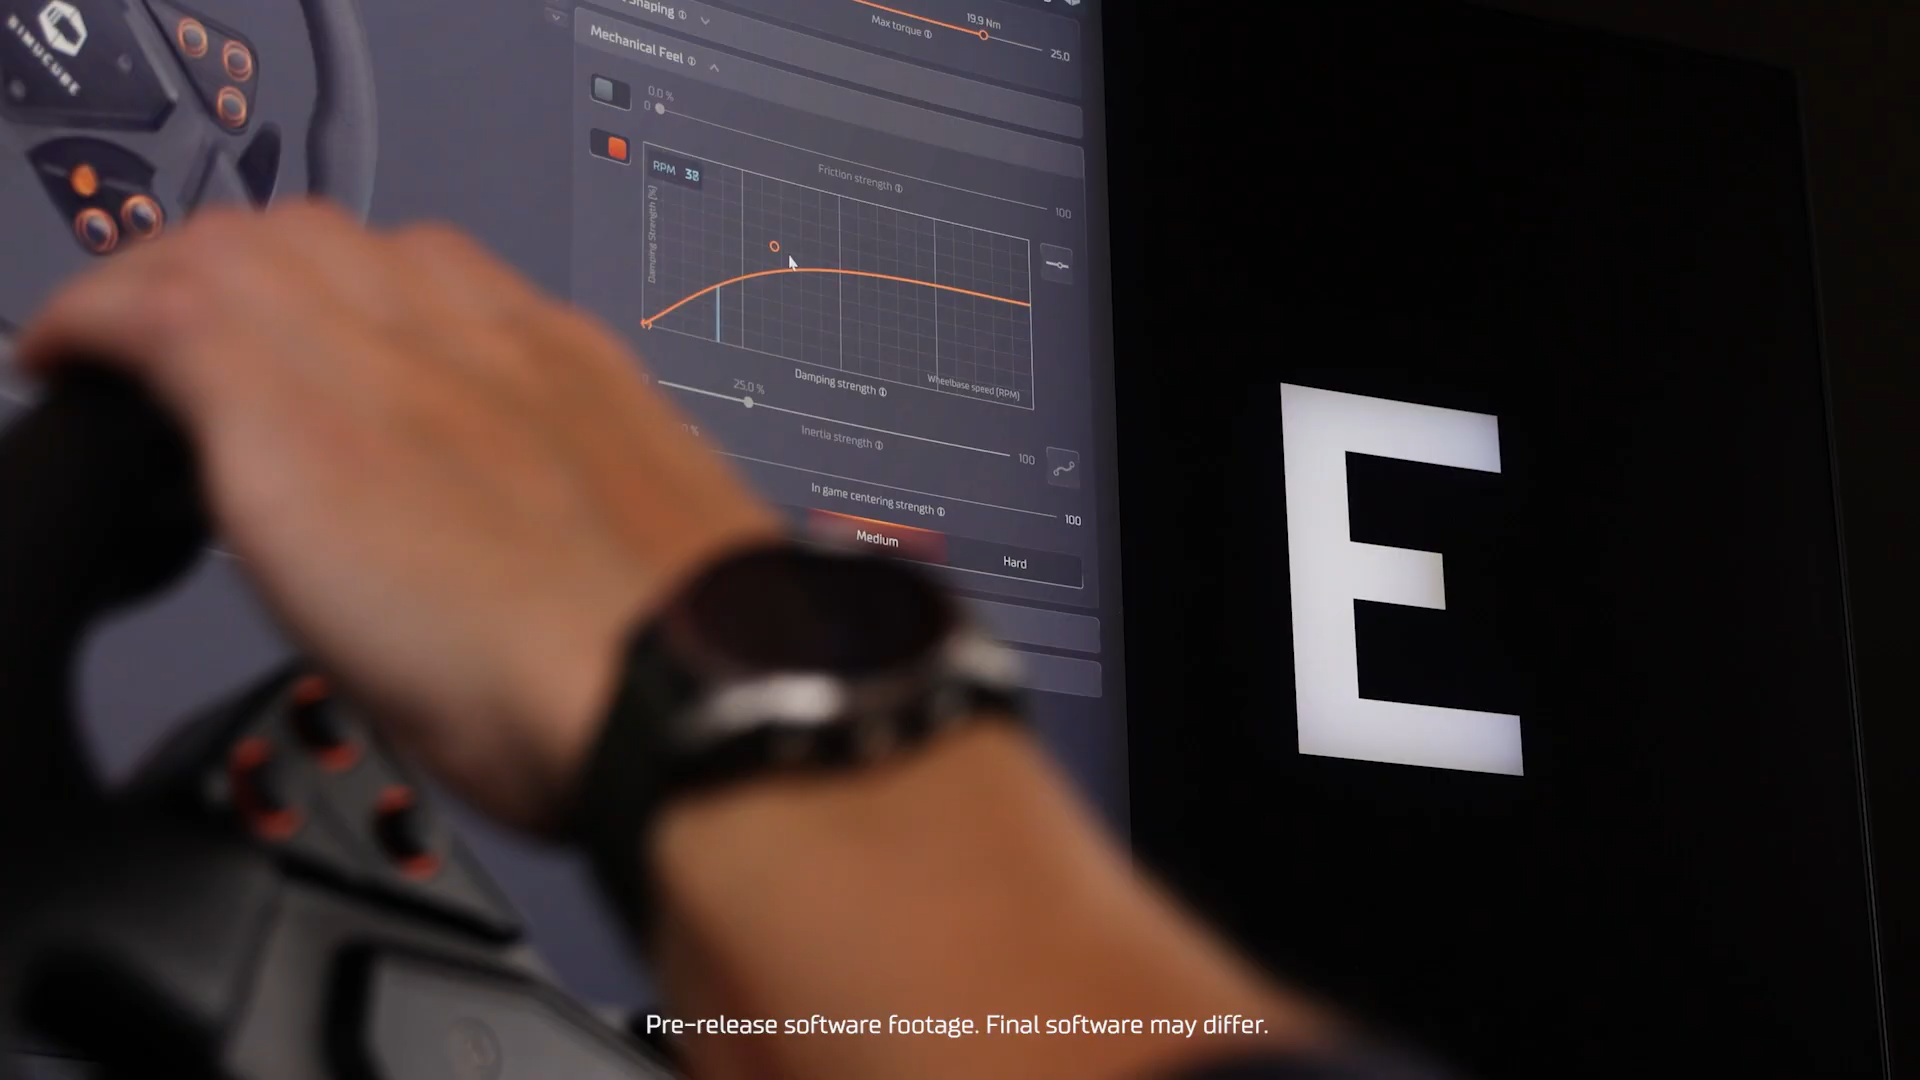 SIMUCUBE
Shaping
19.9 Nm
Max torque
25.0
Mechanical Feel
0.0 %
0
Friction strength
100
RPM 38
Damping Strength [%]
Wheelbase speed (RPM)
Damping strength
25.0 %
Inertia strength
100
%
In game centering strength
100
Medium
Hard
E
Pre-release software footage. Final software may differ.